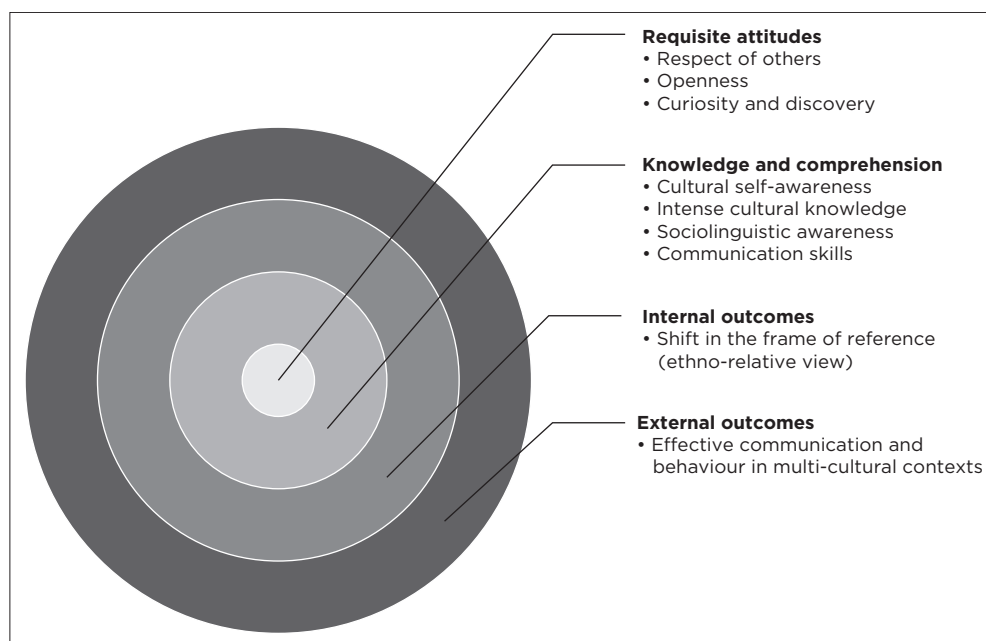 Requisite attitudes
• Respect of others
• Openness
• Curiosity and discovery
Knowledge and comprehension
• Cultural self-awareness
• Intense cultural knowledge
• Sociolinguistic awareness
• Communication skills
Internal outcomes
• Shift in the frame of reference
(ethno-relative view)
External outcomes
• Effective communication and
behaviour in multi-cultural contexts